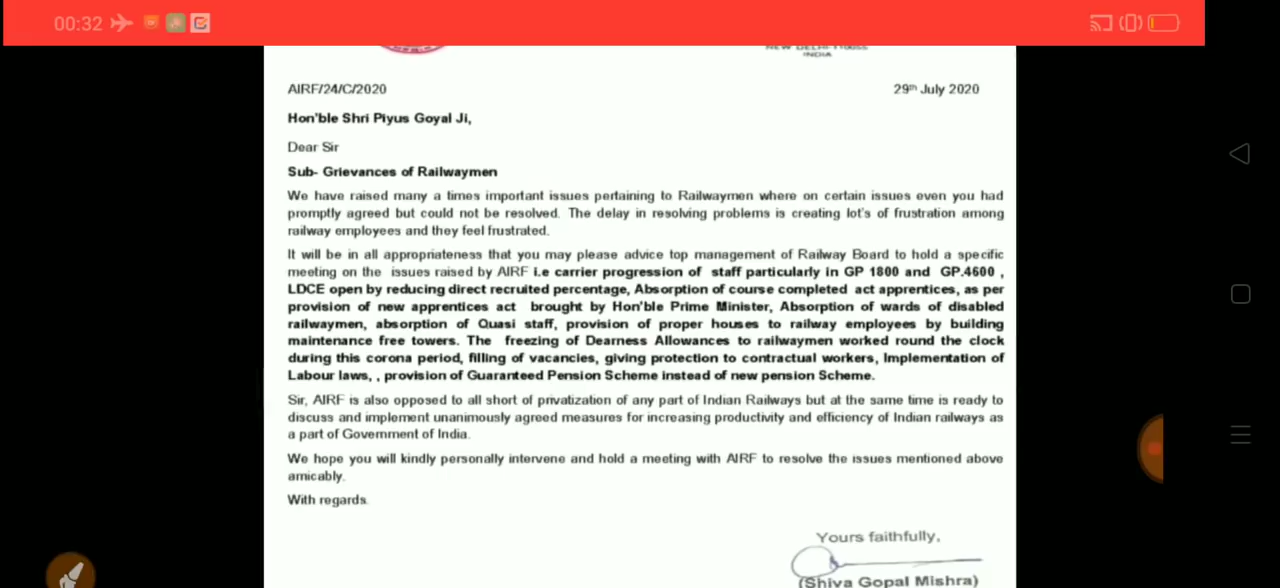 00:32
NEW DELHI-110055
INDIA
AIRF/24/C/2020 29th July 2020
Hon'ble Shri Piyus Goyal Ji,
Dear Sir
Sub- Grievances of Railwaymen
We have raised many a times important issues pertaining to Railwaymen where on certain issues even you had
promptly agreed but could not be resolved. The delay in resolving problems is creating lot's of frustration among
railway employees and they feel frustrated.
It will be in all appropriateness that you may please advice top management of Railway Board to hold a specific
meeting on the issues raised by AIRF i.e carrier progression of staff particularly in GP 1800 and GP.4600 ,
LDCE open by reducing direct recruited percentage, Absorption of course completed act apprentices, as per
provision of new apprentices act brought by Hon'ble Prime Minister, Absorption of wards of disabled
railwaymen, absorption of Quasi staff, provision of proper houses to railway employees by building
maintenance free towers. The freezing of Dearness Allowances to railwaymen worked round the clock
during this corona period, filling of vacancies, giving protection to contractual workers, Implementation of
Labour laws, , provision of Guaranteed Pension Scheme instead of new pension Scheme.
Sir, AIRF is also opposed to all short of privatization of any part of Indian Railways but at the same time is ready to
discuss and implement unanimously agreed measures for increasing productivity and efficiency of Indian railways as
a part of Government of India.
We hope you will kindly personally intervene and hold a meeting with AIRF to resolve the issues mentioned above
amicably.
With regards.
Yours faithfully,
(Shiva Gopal Mishra)